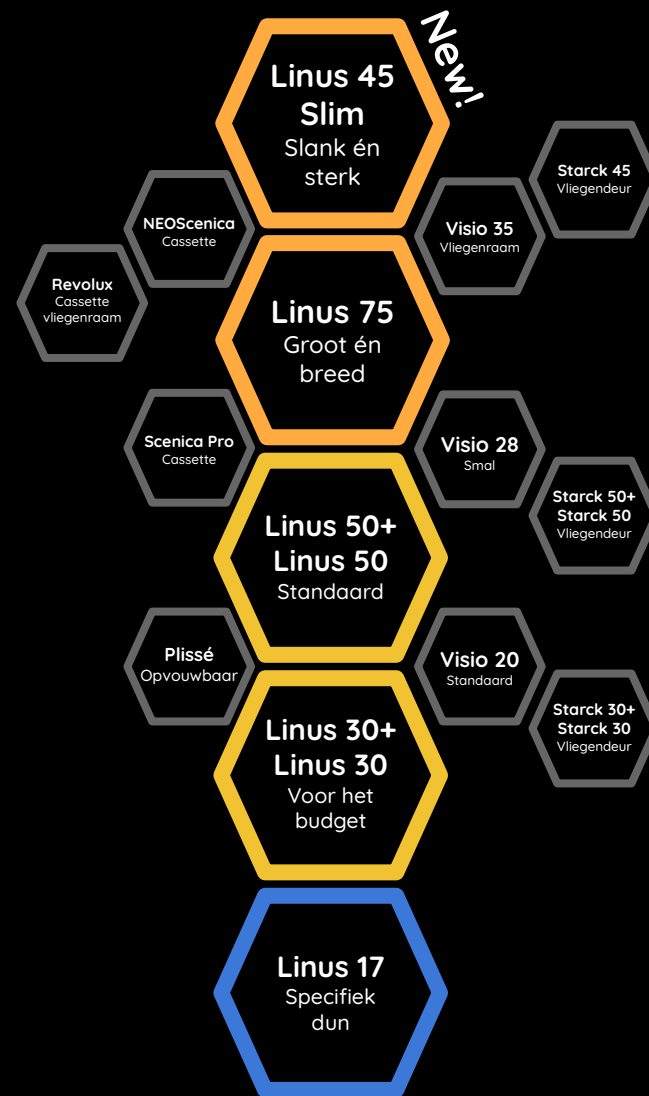 New!
Linus 45
Slim
Slank én
sterk
Starck 45
Vliegendeur
NEOScenica
Cassette
Visio 35
Vliegenraam
Revolux
Cassette
vliegenraam
Linus 75
Groot én
breed
Scenica Pro
Cassette
Visio 28
Smal
Starck 50+
Starck 50
Vliegendeur
Linus 50+
Linus 50
Standaard
Plissé
Opvouwbaar
Visio 20
Standaard
Starck 30+
Starck 30
Vliegendeur
Linus 30+
Linus 30
Voor het
budget
Linus 17
Specifiek
dun